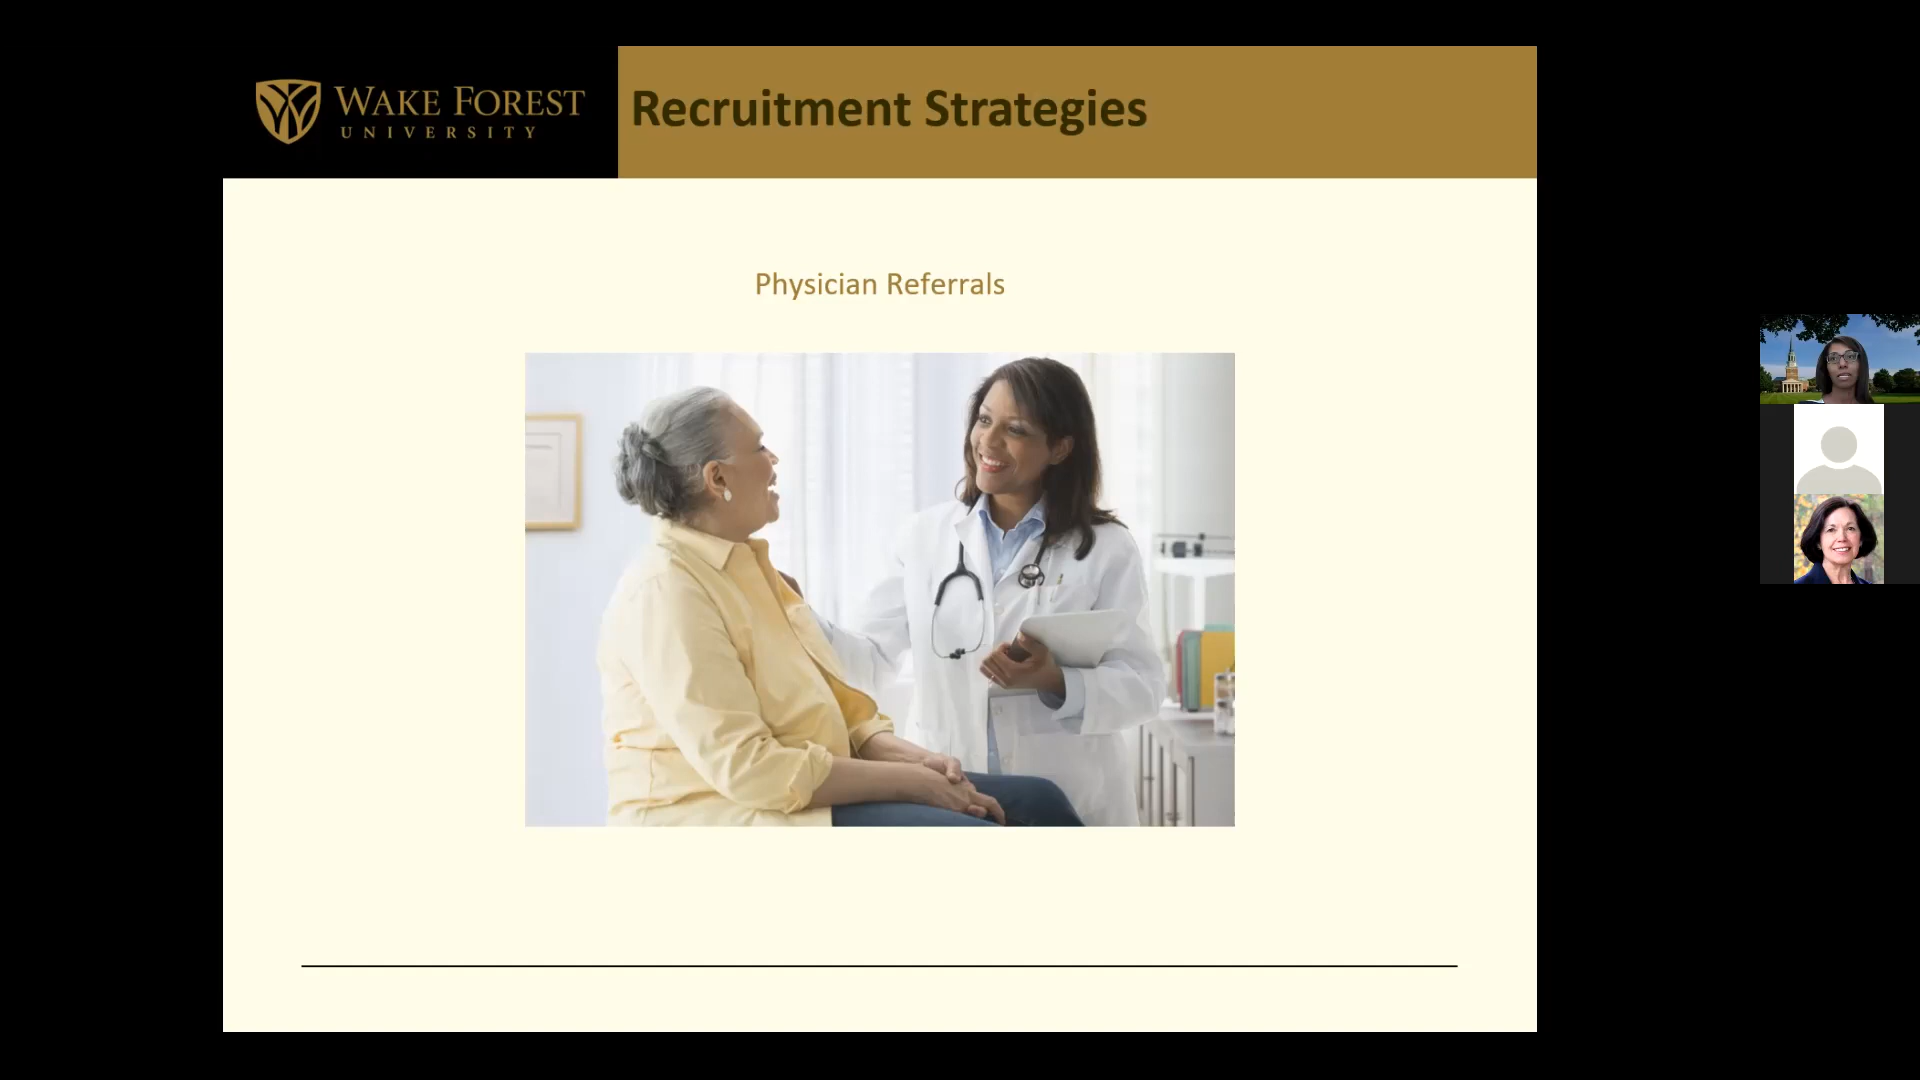 WAKE FOREST
UNIVERSITY
Recruitment Strategies
Physician Referrals